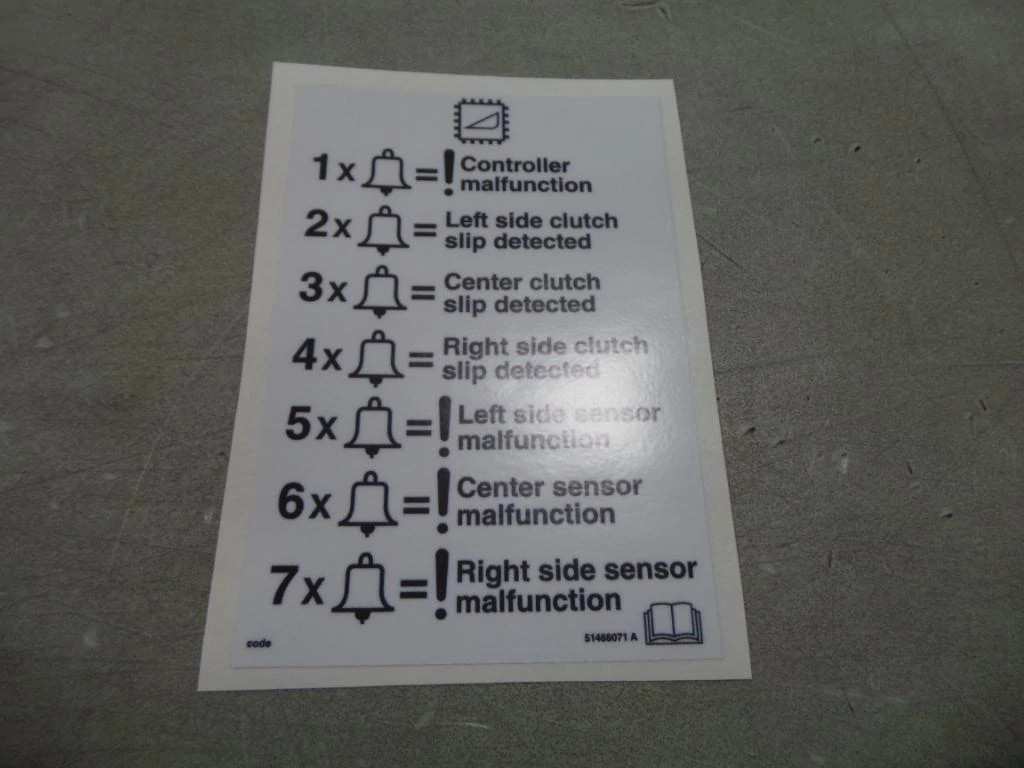 1x = ! Controller
malfunction
2x = Left side clutch
slip detected
3x = Center clutch
slip detected
4x = Right side clutch
slip detected
5x = ! Left side sensor
malfunction
6x = ! Center sensor
malfunction
7x = ! Right side sensor
malfunction
code 51466071 A